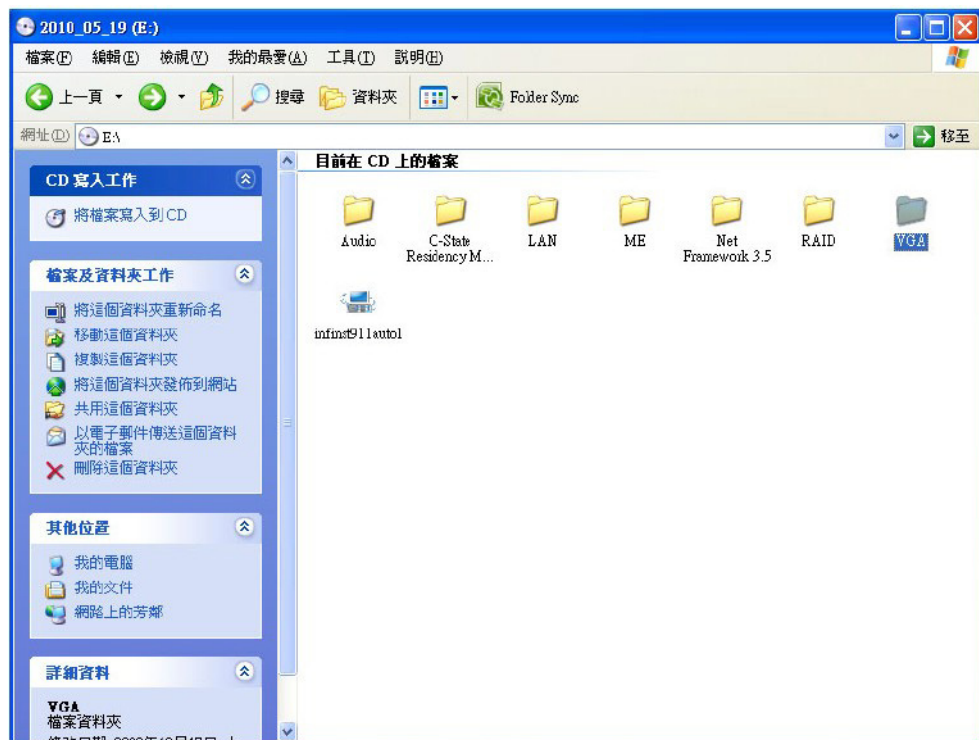 2010_05_19 (E:)
檔案(F) 編輯(E) 檢視(V) 我的最愛(A) 工具(T) 說明(H)
上一頁 搜尋 資料夾 Folder Sync
網址(D) E:\ 移至
CD 寫入工作
將檔案寫入到 CD
檔案及資料夾工作
將這個資料夾重新命名
移動這個資料夾
複製這個資料夾
將這個資料夾發佈到網站
共用這個資料夾
以電子郵件傳送這個資料
夾的檔案
刪除這個資料夾
其他位置
我的電腦
我的文件
網路上的芳鄰
詳細資料
VGA
檔案資料夾
目前在 CD 上的檔案
Audio
C-State
Residency M...
LAN
ME
Net
Framework 3.5
RAID
VGA
infinst911autol